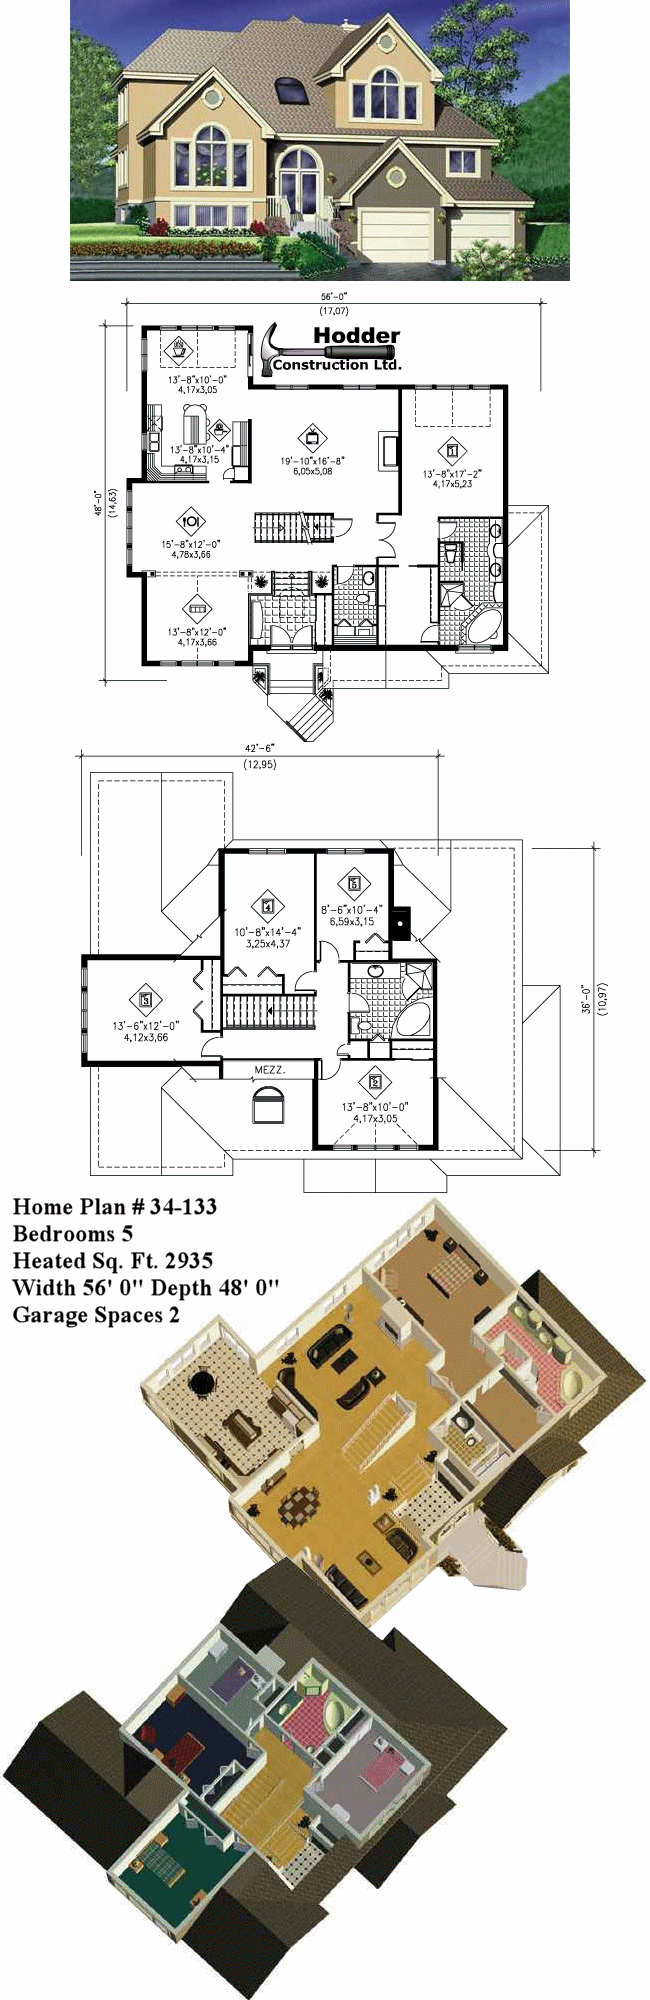 56'-0"
(17,07)
Hodder
Construction Ltd.
13'-8"x10'-0"
4,17x3,05
13'-8"x10'-4"
4,17x3,15
19'-10"x16'-8"
6,05x5,08
1
13'-8"x17'-2"
4,17x5,23
48'-0"
(14,63)
15'-8"x12'-0"
4,78x3,66
13'-8"x12'-0"
4,17x3,66
42'-6"
(12,95)
4
10'-8"x14'-4"
3,25x4,37
5
8'-6"x10'-4"
6,59x3,15
3
13'-6"x12'-0"
4,12x3,66
36'-0"
(10,97)
MEZZ.
2
13'-8"x10'-0"
4,17x3,05
Home Plan # 34-133
Bedrooms 5
Heated Sq. Ft. 2935
Width 56' 0" Depth 48' 0"
Garage Spaces 2